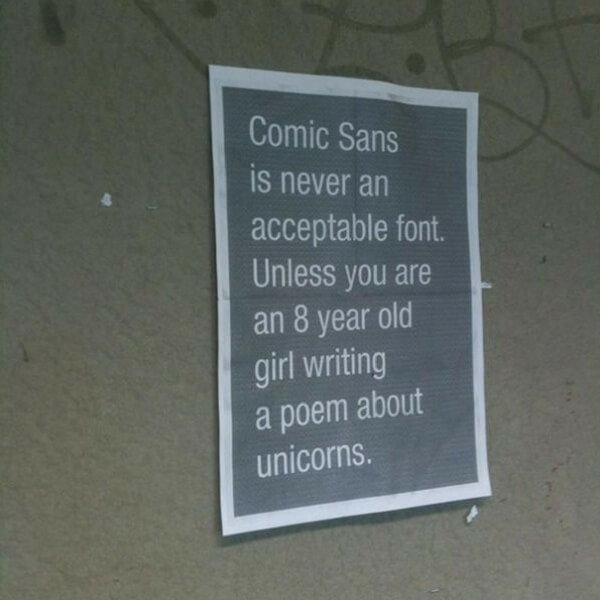 Comic Sans
is never an
acceptable font.
Unless you are
an 8 year old
girl writing
a poem about
unicorns.